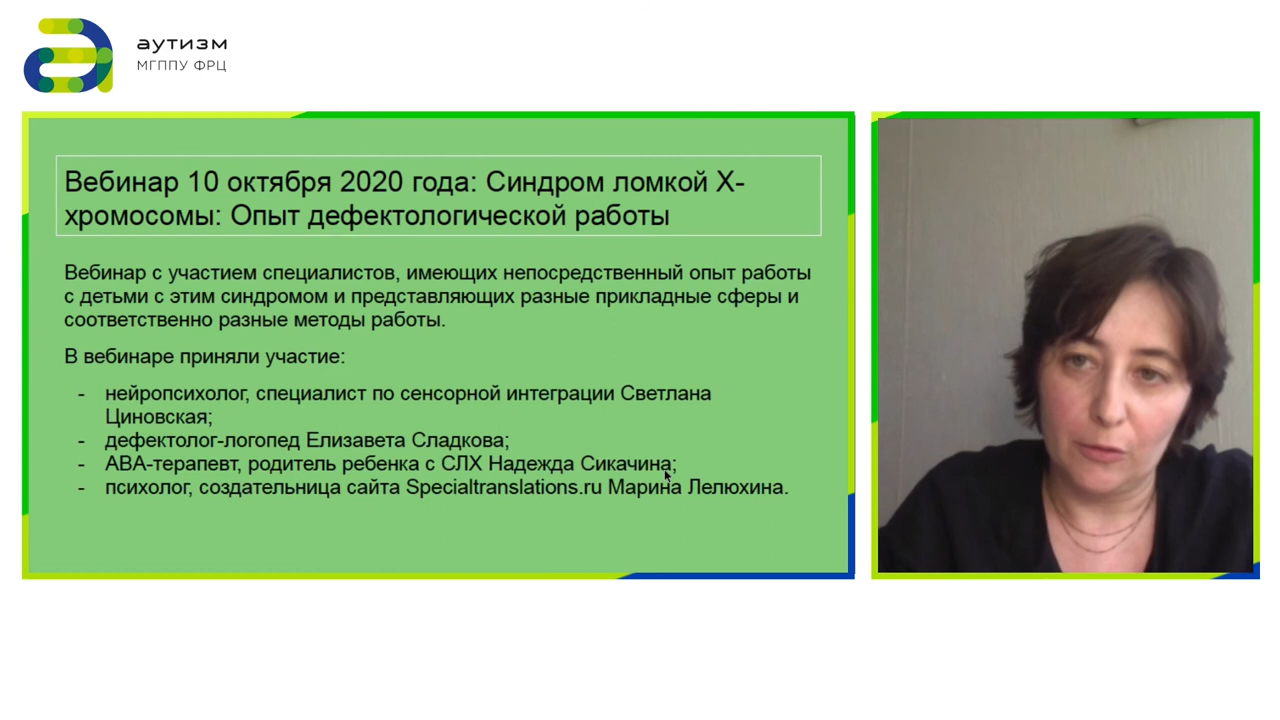 аутизм
МГППУ ФРЦ
Вебинар 10 октября 2020 года: Синдром ломкой Х-
хромосомы: Опыт дефектологической работы
Вебинар с участием специалистов, имеющих непосредственный опыт работы
с детьми с этим синдромом и представляющих разные прикладные сферы и
соответственно разные методы работы.
В вебинаре приняли участие:
- нейропсихолог, специалист по сенсорной интеграции Светлана
Циновская;
- дефектолог-логопед Елизавета Сладкова;
- АВА-терапевт, родитель ребенка с СЛХ Надежда Сикачина;
- психолог, создательница сайта Specialtranslations.ru Марина Лелюхина.